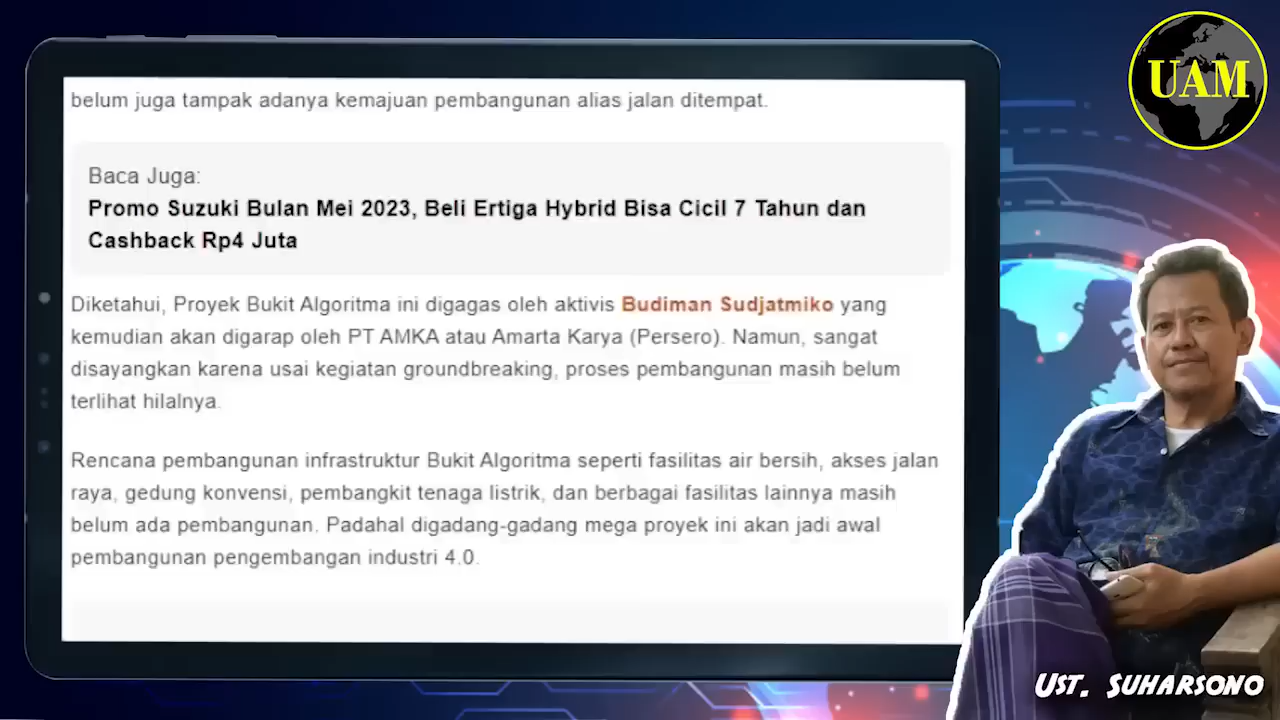 UAM
belum juga tampak adanya kemajuan pembangunan alias jalan ditempat.
Baca Juga:
Promo Suzuki Bulan Mei 2023, Beli Ertiga Hybrid Bisa Cicil 7 Tahun dan
Cashback Rp4 Juta
Diketahui, Proyek Bukit Algoritma ini digagas oleh aktivis Budiman Sudjatmiko yang
kemudian akan digarap oleh PT AMKA atau Amarta Karya (Persero). Namun, sangat
disayangkan karena usai kegiatan groundbreaking, proses pembangunan masih belum
terlihat hilalnya.
Rencana pembangunan infrastruktur Bukit Algoritma seperti fasilitas air bersih, akses jalan
raya, gedung konvensi, pembangkit tenaga listrik, dan berbagai fasilitas lainnya masih
belum ada pembangunan. Padahal digadang-gadang mega proyek ini akan jadi awal
pembangunan pengembangan industri 4.0.
UST. SUHARSONO